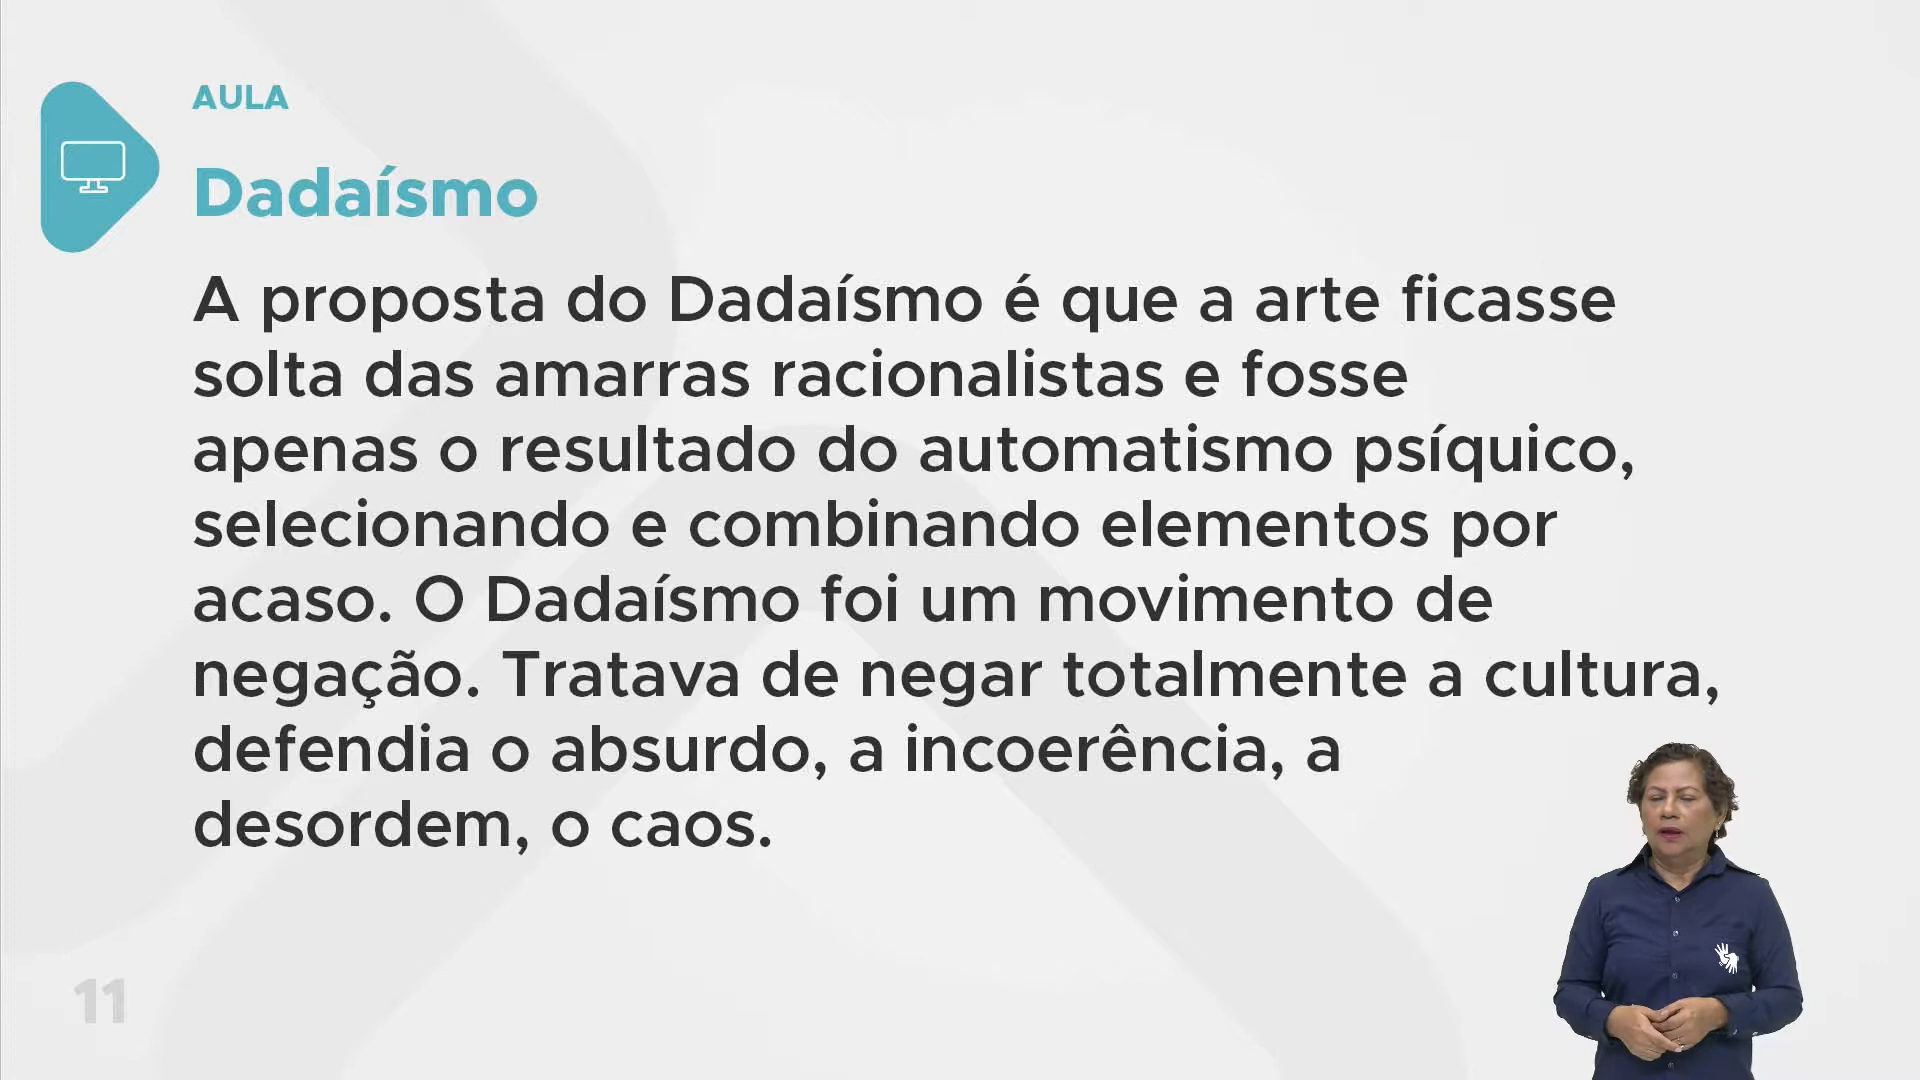 AULA
Dadaísmo
A proposta do Dadaísmo é que a arte ficasse
solta das amarras racionalistas e fosse
apenas o resultado do automatismo psíquico,
selecionando e combinando elementos por
acaso. O Dadaísmo foi um movimento de
negação. Tratava de negar totalmente a cultura,
defendia o absurdo, a incoerência, a
desordem, o caos.
11